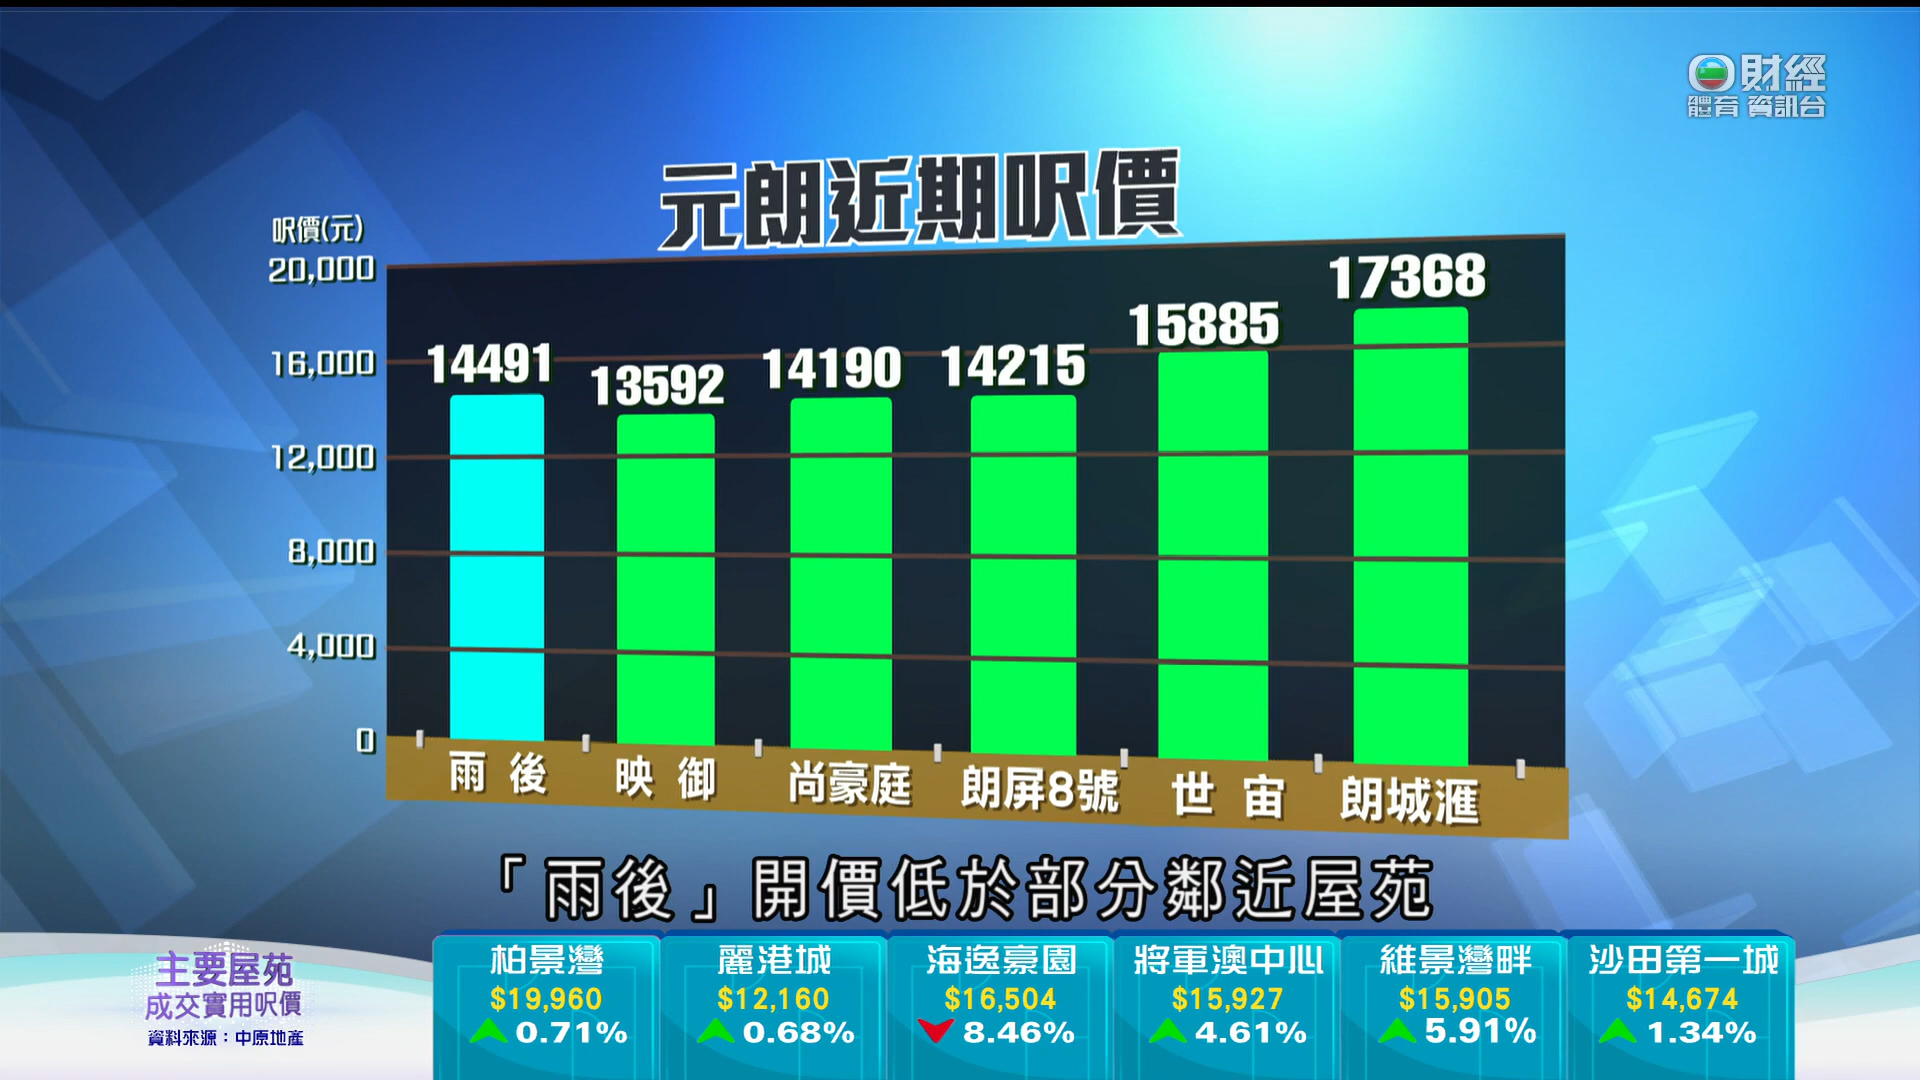 財經
體育 資訊台
元朗近期呎價
呎價(元)
20,000
16,000
12,000
8,000
4,000
0
14491
13592
14190
14215
15885
17368
雨後
映御
尚豪庭
朗屏8號
世宙
朗城滙
「雨後」開價低於部分鄰近屋苑
主要屋苑
成交實用呎價
資料來源：中原地產
柏景灣
$19,960
0.71%
麗港城
$12,160
0.68%
海逸豪園
$16,504
8.46%
將軍澳中心
$15,927
4.61%
維景灣畔
$15,905
5.91%
沙田第一城
$14,674
1.34%